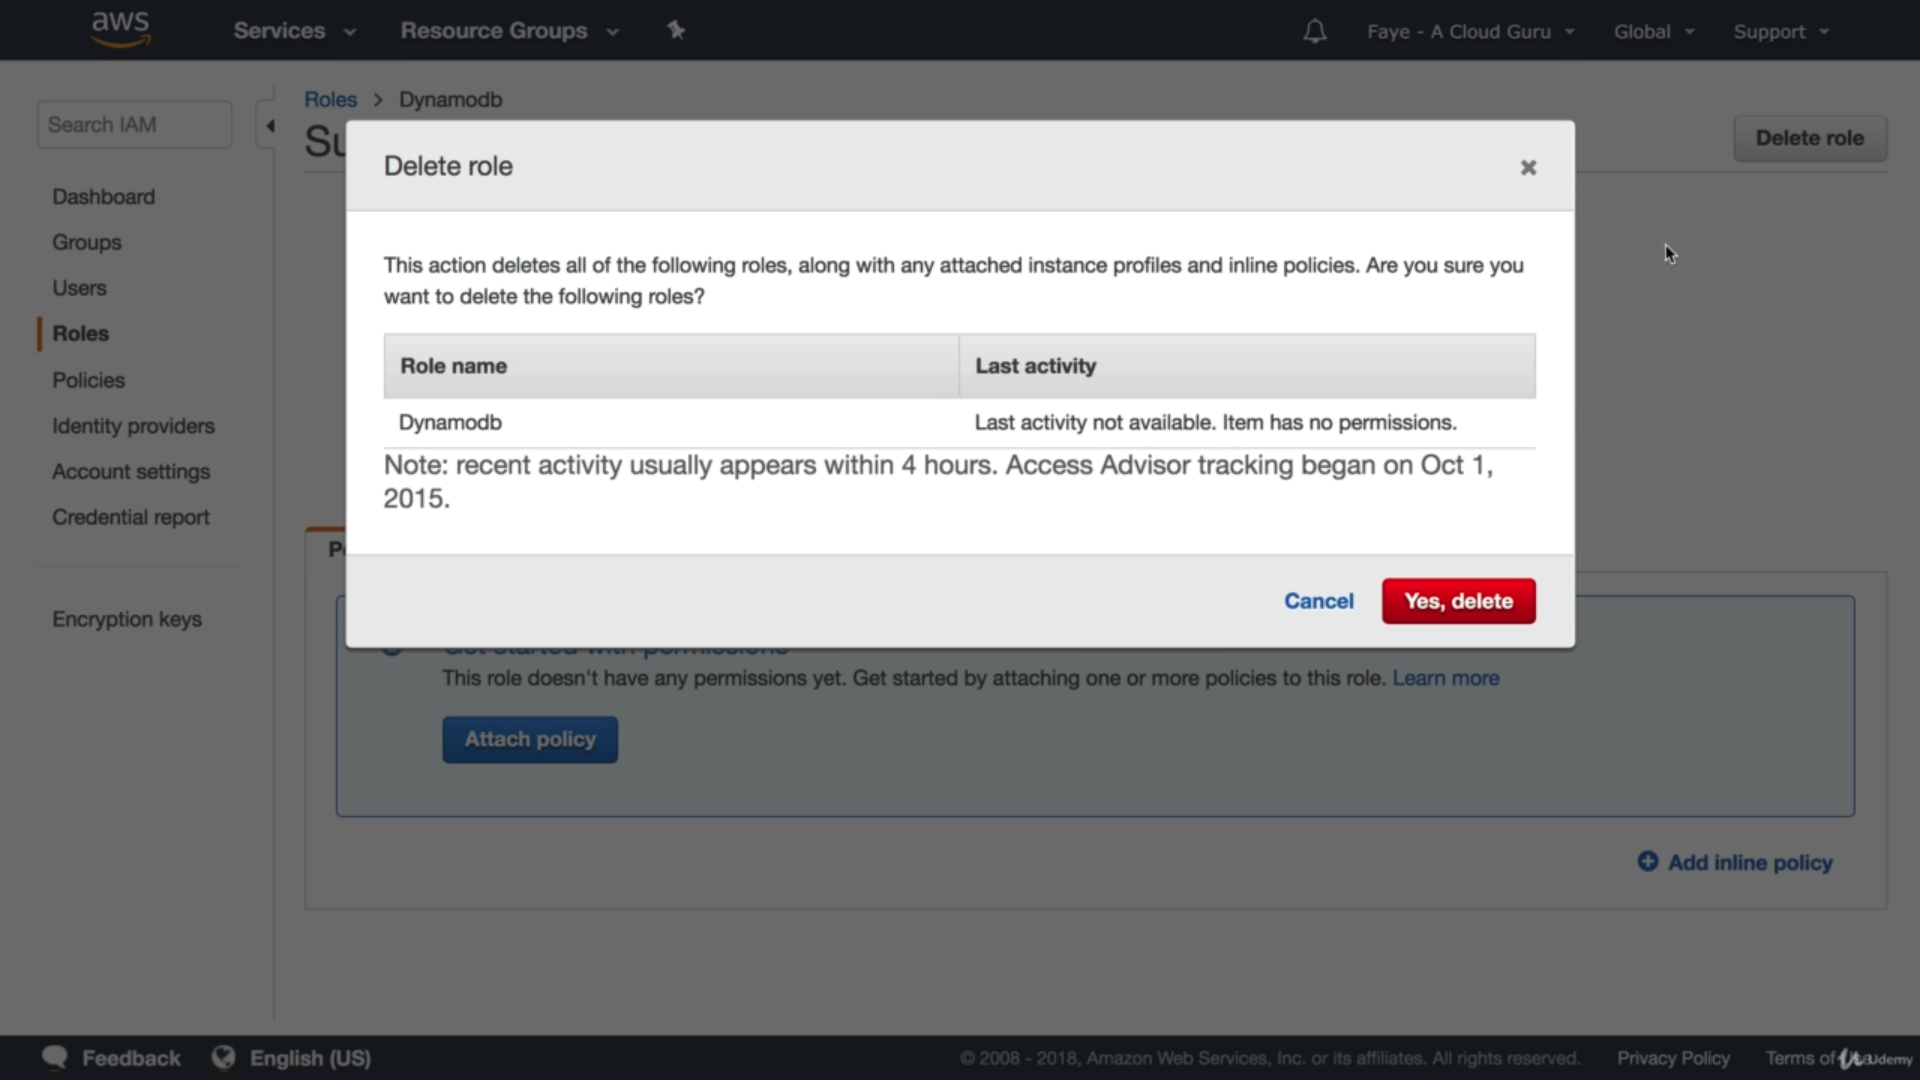 aws
Services
Resource Groups
Faye - A Cloud Guru
Global
Support
Search IAM
Roles > Dynamodb
Su
Delete role
Dashboard
Groups
Users
Roles
Policies
Identity providers
Account settings
Credential report
Encryption keys
Delete role
This action deletes all of the following roles, along with any attached instance profiles and inline policies. Are you sure you
want to delete the following roles?
Role name Last activity
Dynamodb Last activity not available. Item has no permissions.
Note: recent activity usually appears within 4 hours. Access Advisor tracking began on Oct 1,
2015.
Cancel
Yes, delete
Get started with permissions
This role doesn't have any permissions yet. Get started by attaching one or more policies to this role. Learn more
Attach policy
Add inline policy
Feedback
English (US)
© 2008 - 2018, Amazon Web Services, Inc. or its affiliates. All rights reserved.
Privacy Policy
Terms of
Udemy